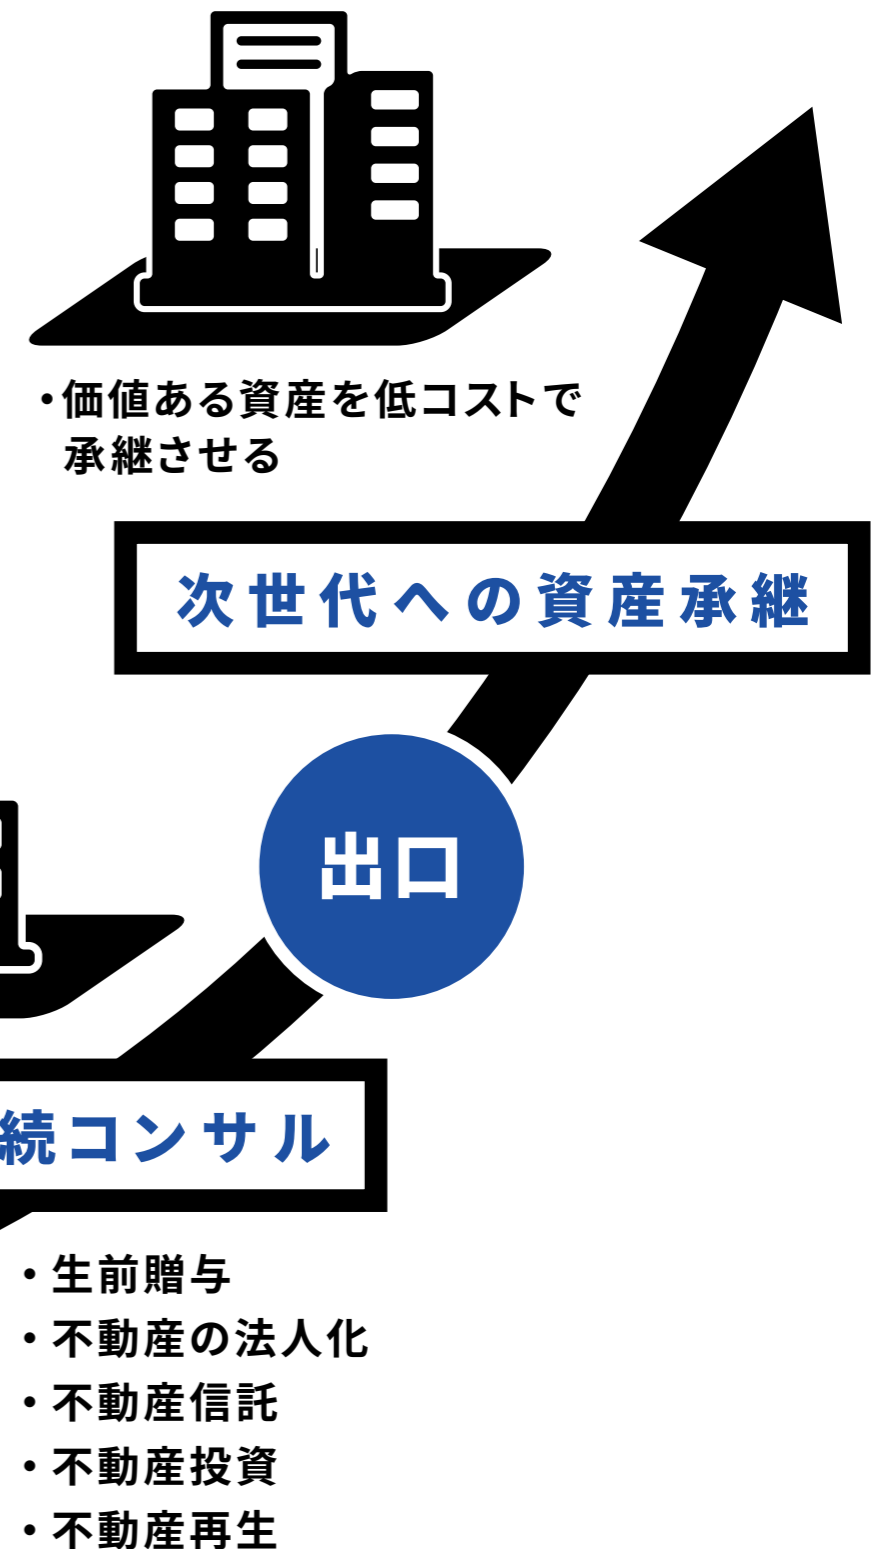 ・価値ある資産を低コストで
承継させる
次世代への資産承継
出口
続コンサル
・生前贈与
・不動産の法人化
・不動産信託
・不動産投資
・不動産再生